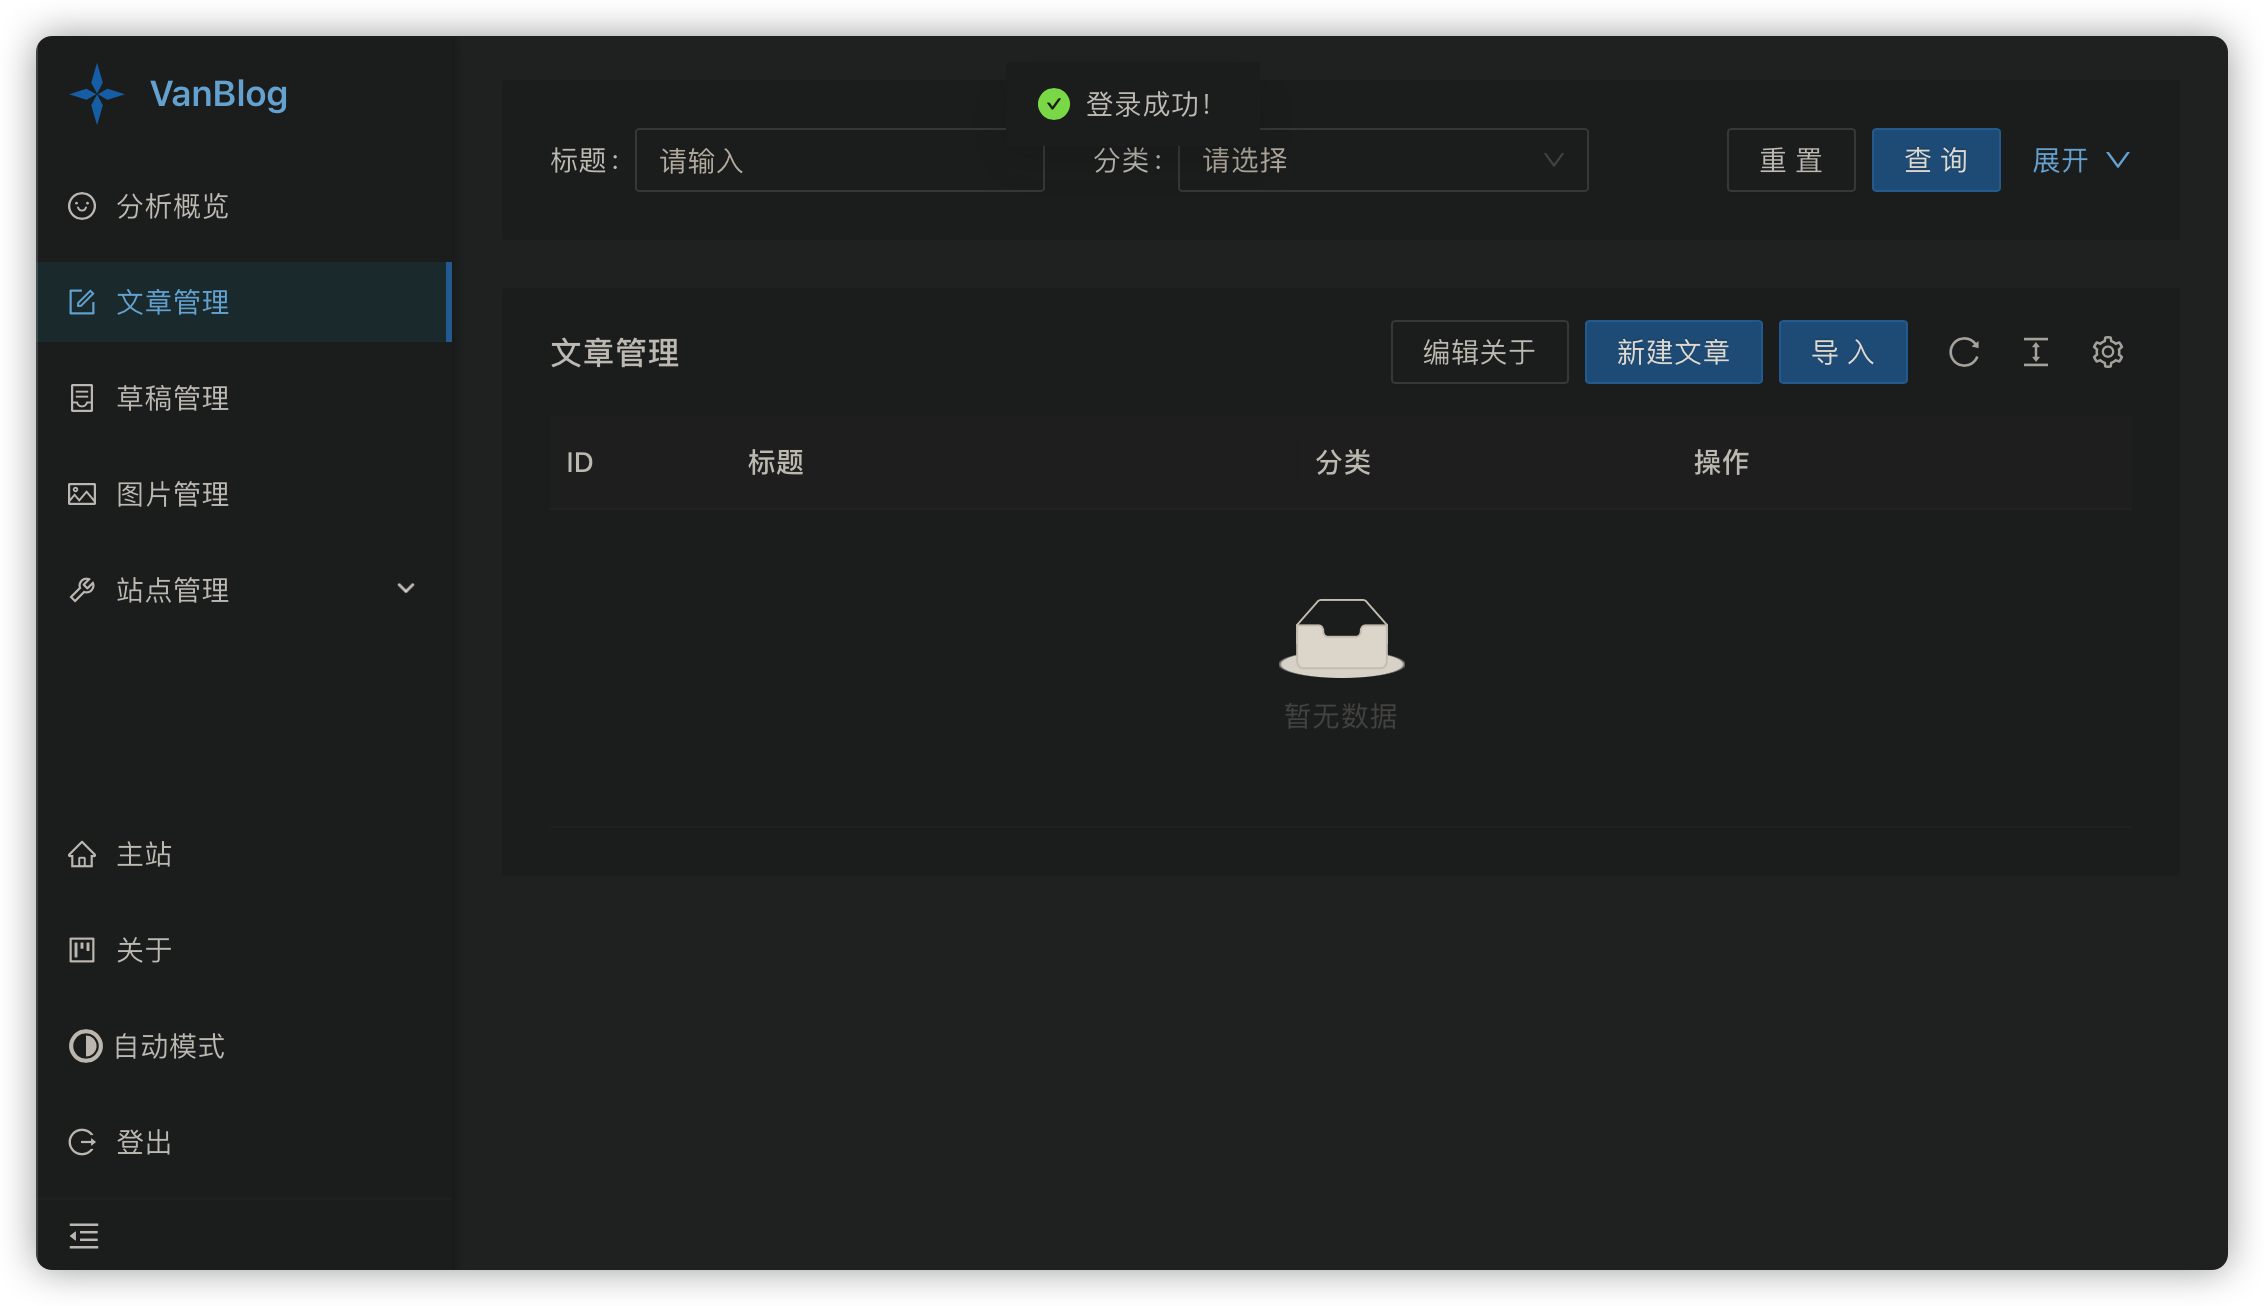 VanBlog
分析概览
文章管理
草稿管理
图片管理
站点管理
主站
关于
自动模式
登出
登录成功！
标题： 请输入 分类： 请选择 重 置 查 询 展开
文章管理 编辑关于 新建文章 导 入
ID 标题 分类 操作
暂无数据